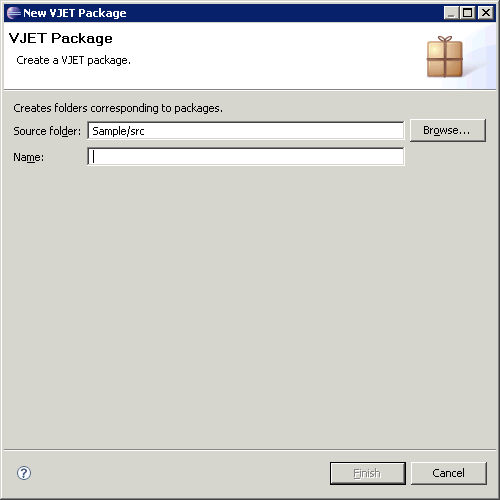 New VJET Package
VJET Package
Create a VJET package.
Creates folders corresponding to packages.
Source folder: Sample/src Browse...
Name:
? Finish Cancel